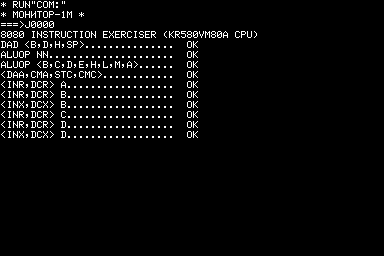 * RUN"COM:"
* МОНИТОР-1М *
===>J0000
8080 INSTRUCTION EXERCISER (KR580VM80A CPU)
DAD <B,D,H,SP>............... OK
ALUOP NN..................... OK
ALUOP <B,C,D,E,H,L,M,A>...... OK
<DAA,CMA,STC,CMC>............ OK
<INR,DCR> A.................. OK
<INR,DCR> B.................. OK
<INX,DCX> B.................. OK
<INR,DCR> C.................. OK
<INR,DCR> D.................. OK
<INX,DCX> D.................. OK